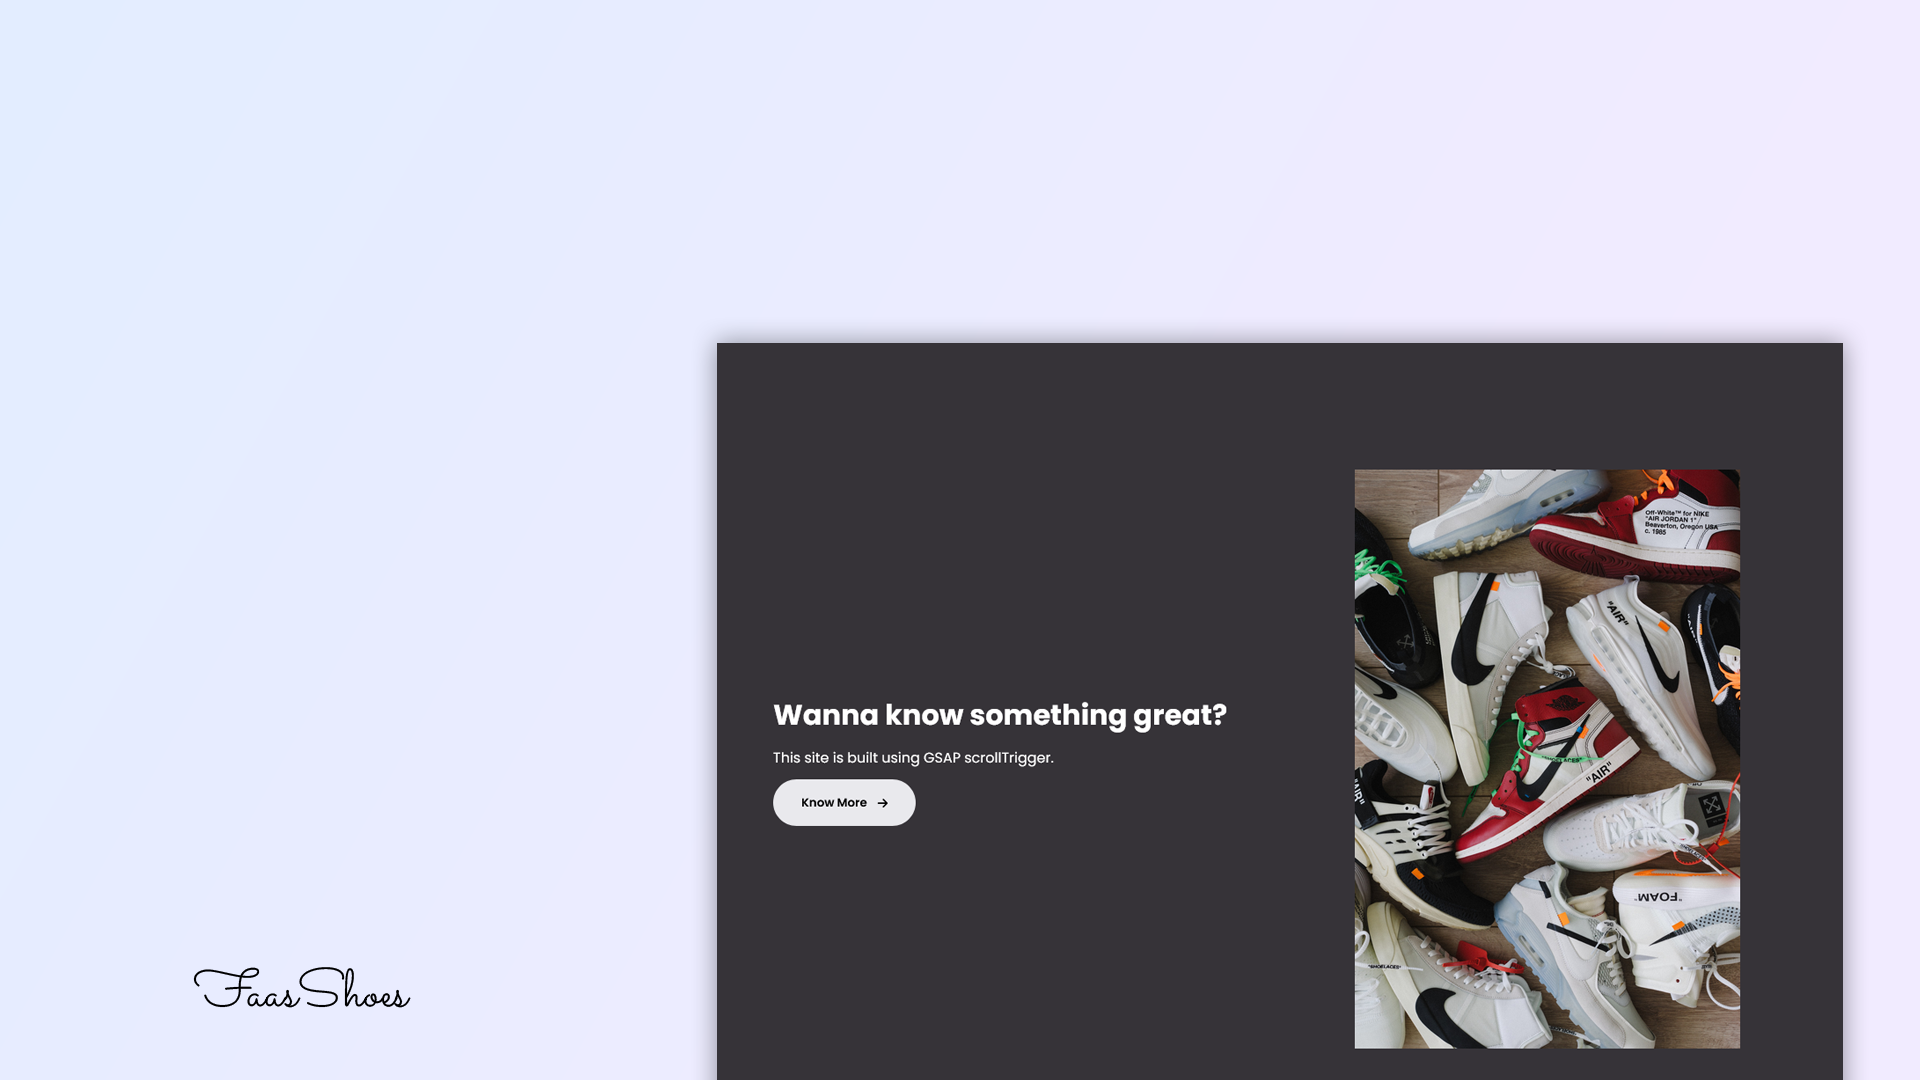 Wanna know something great?
This site is built using GSAP scrollTrigger.
Know More
Off-White™ for NIKE
"AIR JORDAN 1"
Beaverton, Oregon USA
c. 1985
"AIR"
"AIR"
"FOAM"
"SHOELACES"
FaasShoes